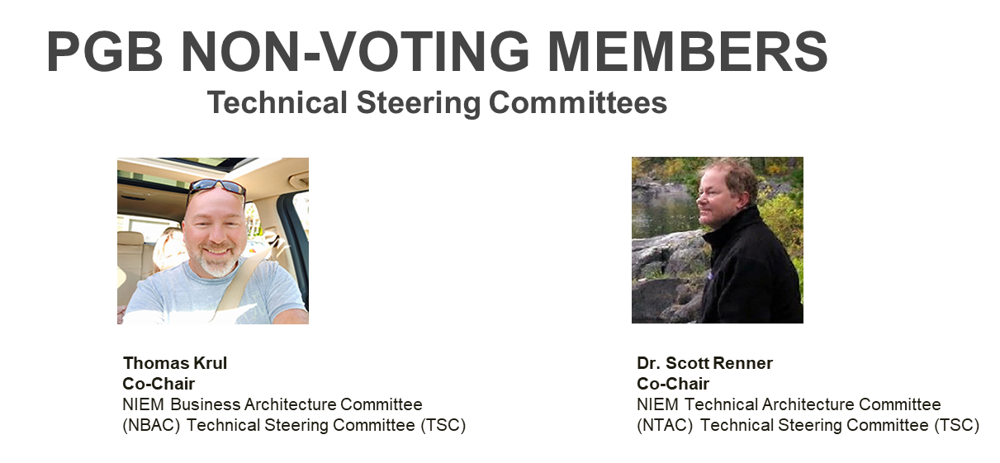 PGB NON-VOTING MEMBERS
Technical Steering Committees
Thomas Krul
Co-Chair
NIEM Business Architecture Committee
(NBAC) Technical Steering Committee (TSC)
Dr. Scott Renner
Co-Chair
NIEM Technical Architecture Committee
(NTAC) Technical Steering Committee (TSC)